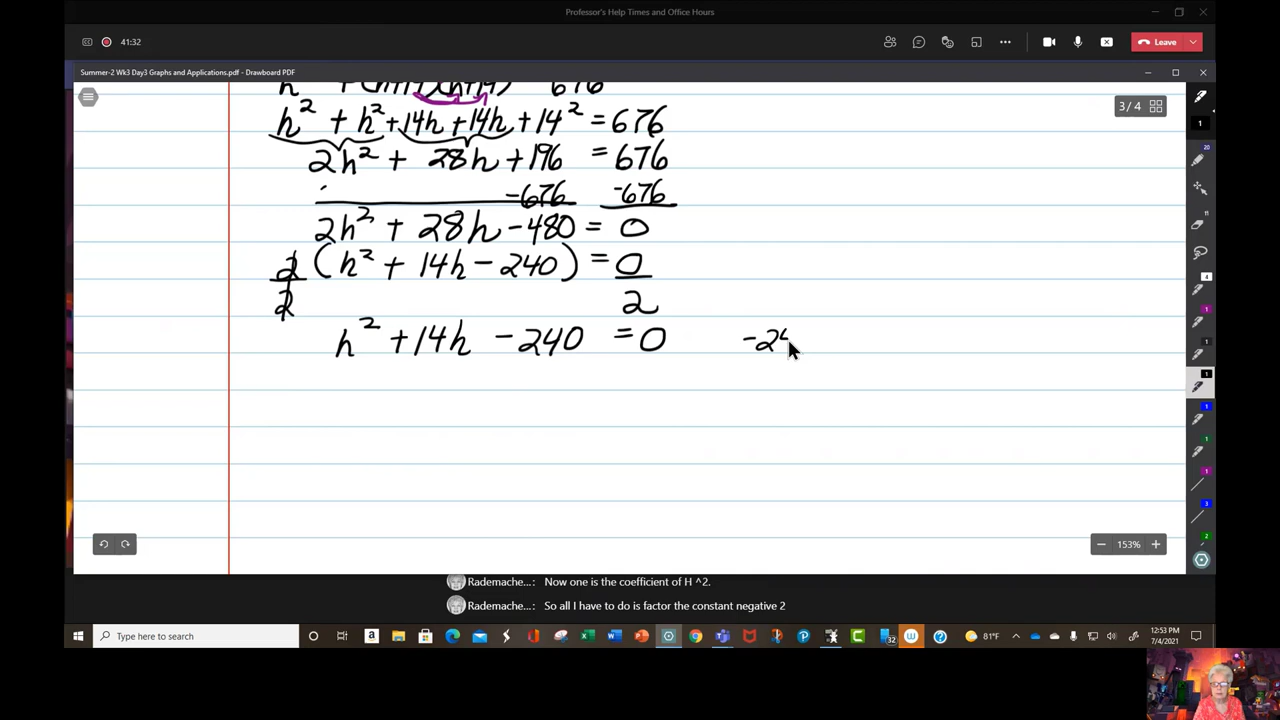 Professor's Help Times and Office Hours
41:32
Leave
Summer-2 Wk3 Day3 Graphs and Applications.pdf - Drawboard PDF
3/4
676
h² + h² + 14h + 14h + 14² = 676
2h² + 28h + 196 = 676
-676 -676
2h² + 28h - 480 = 0
2 (h² + 14h - 240) = 0
2 2
h² + 14h - 240 = 0 -24
153%
Rademache...: Now one is the coefficient of H ^2.
Rademache...: So all I have to do is factor the constant negative 2
Type here to search
81°F
12:53 PM
7/4/2021